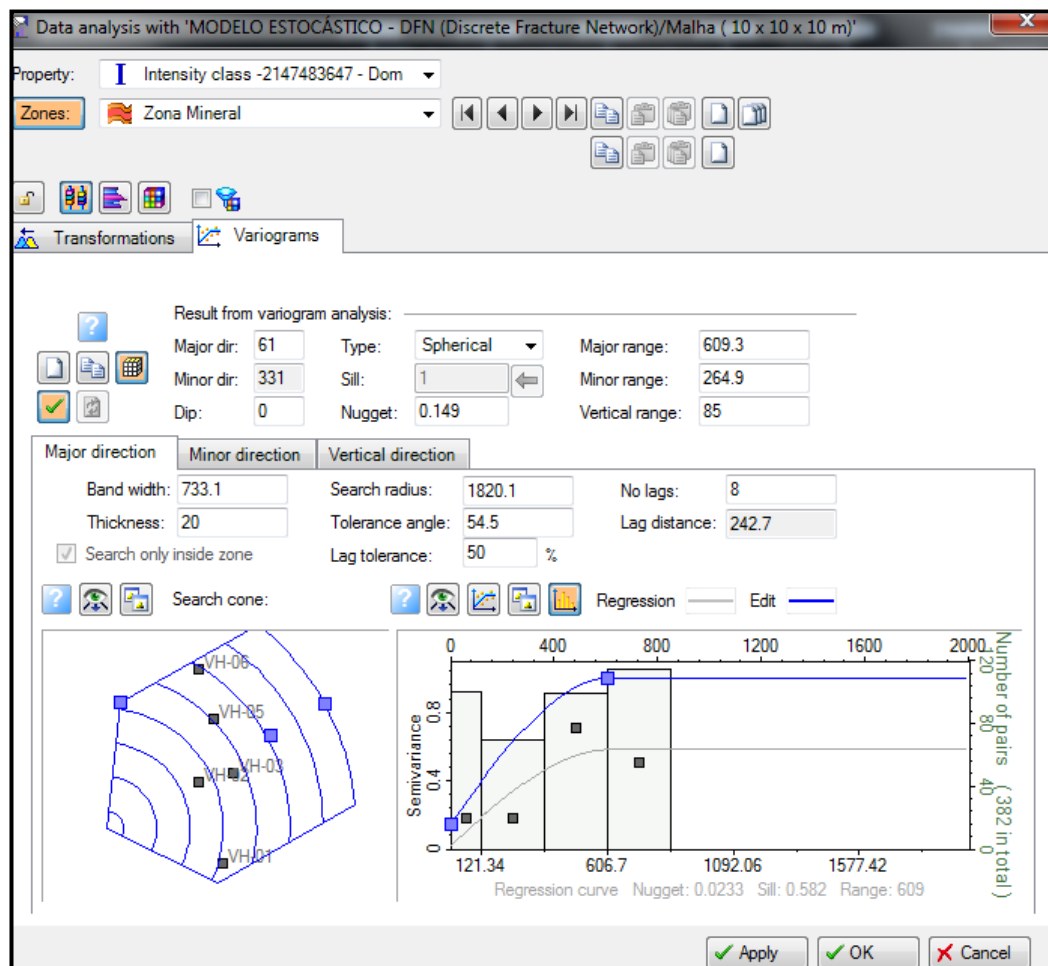 Data analysis with 'MODELO ESTOCÁSTICO - DFN (Discrete Fracture Network)/Malha ( 10 x 10 x 10 m)'
Property: Intensity class -2147483647 - Dom
Zones: Zona Mineral
Transformations Variograms
Result from variogram analysis:
Major dir: 61 Type: Spherical Major range: 609.3
Minor dir: 331 Sill: 1 Minor range: 264.9
Dip: 0 Nugget: 0.149 Vertical range: 85
Major direction Minor direction Vertical direction
Band width: 733.1 Search radius: 1820.1 No lags: 8
Thickness: 20 Tolerance angle: 54.5 Lag distance: 242.7
Search only inside zone Lag tolerance: 50 %
Search cone: Regression Edit
VH-06
VH-05
VH-03
VH-02
VH-01
0 400 800 1200 1600 2000
Semivariance
0 0.4 0.8
Number of pairs (382 in total)
120 80 40 0
121.34 606.7 1092.06 1577.42
Regression curve Nugget: 0.0233 Sill: 0.582 Range: 609
Apply OK Cancel